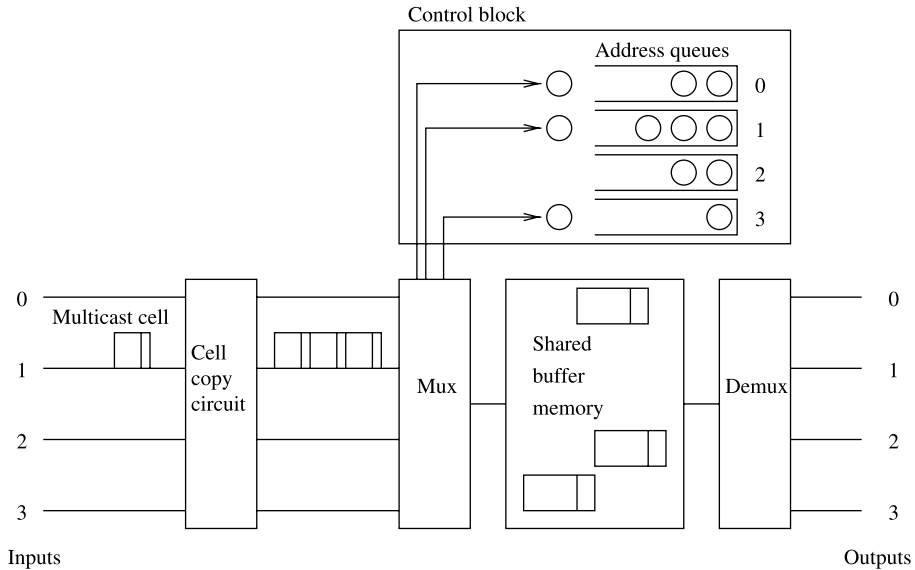 Control block
Address queues
0
1
2
3
0
Multicast cell
1
2
3
Inputs
Cell
copy
circuit
Mux
Shared
buffer
memory
Demux
0
1
2
3
Outputs